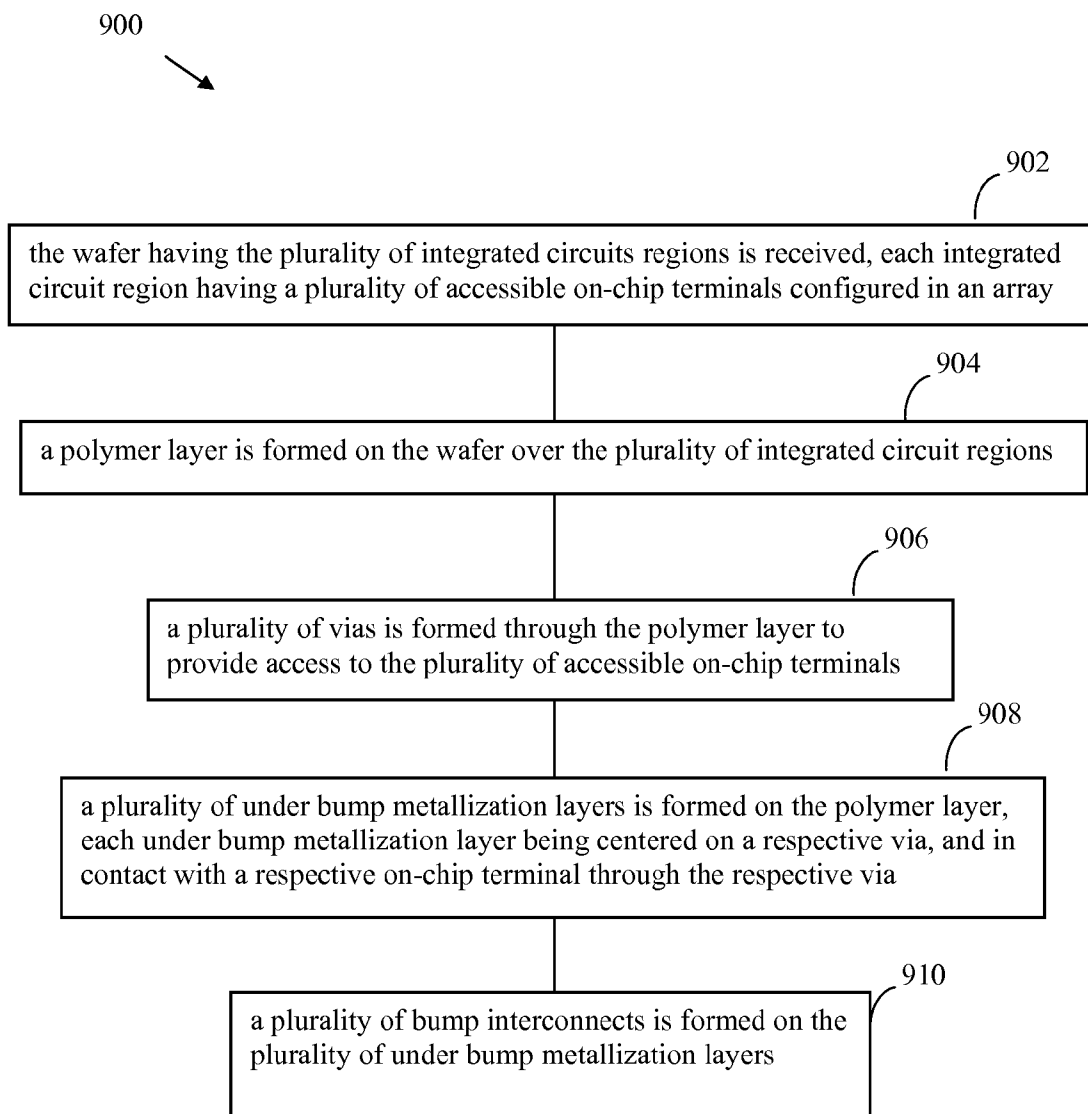 900
902
the wafer having the plurality of integrated circuits regions is received, each integrated
circuit region having a plurality of accessible on-chip terminals configured in an array
904
a polymer layer is formed on the wafer over the plurality of integrated circuit regions
906
a plurality of vias is formed through the polymer layer to
provide access to the plurality of accessible on-chip terminals
908
a plurality of under bump metallization layers is formed on the polymer layer,
each under bump metallization layer being centered on a respective via, and in
contact with a respective on-chip terminal through the respective via
910
a plurality of bump interconnects is formed on the
plurality of under bump metallization layers